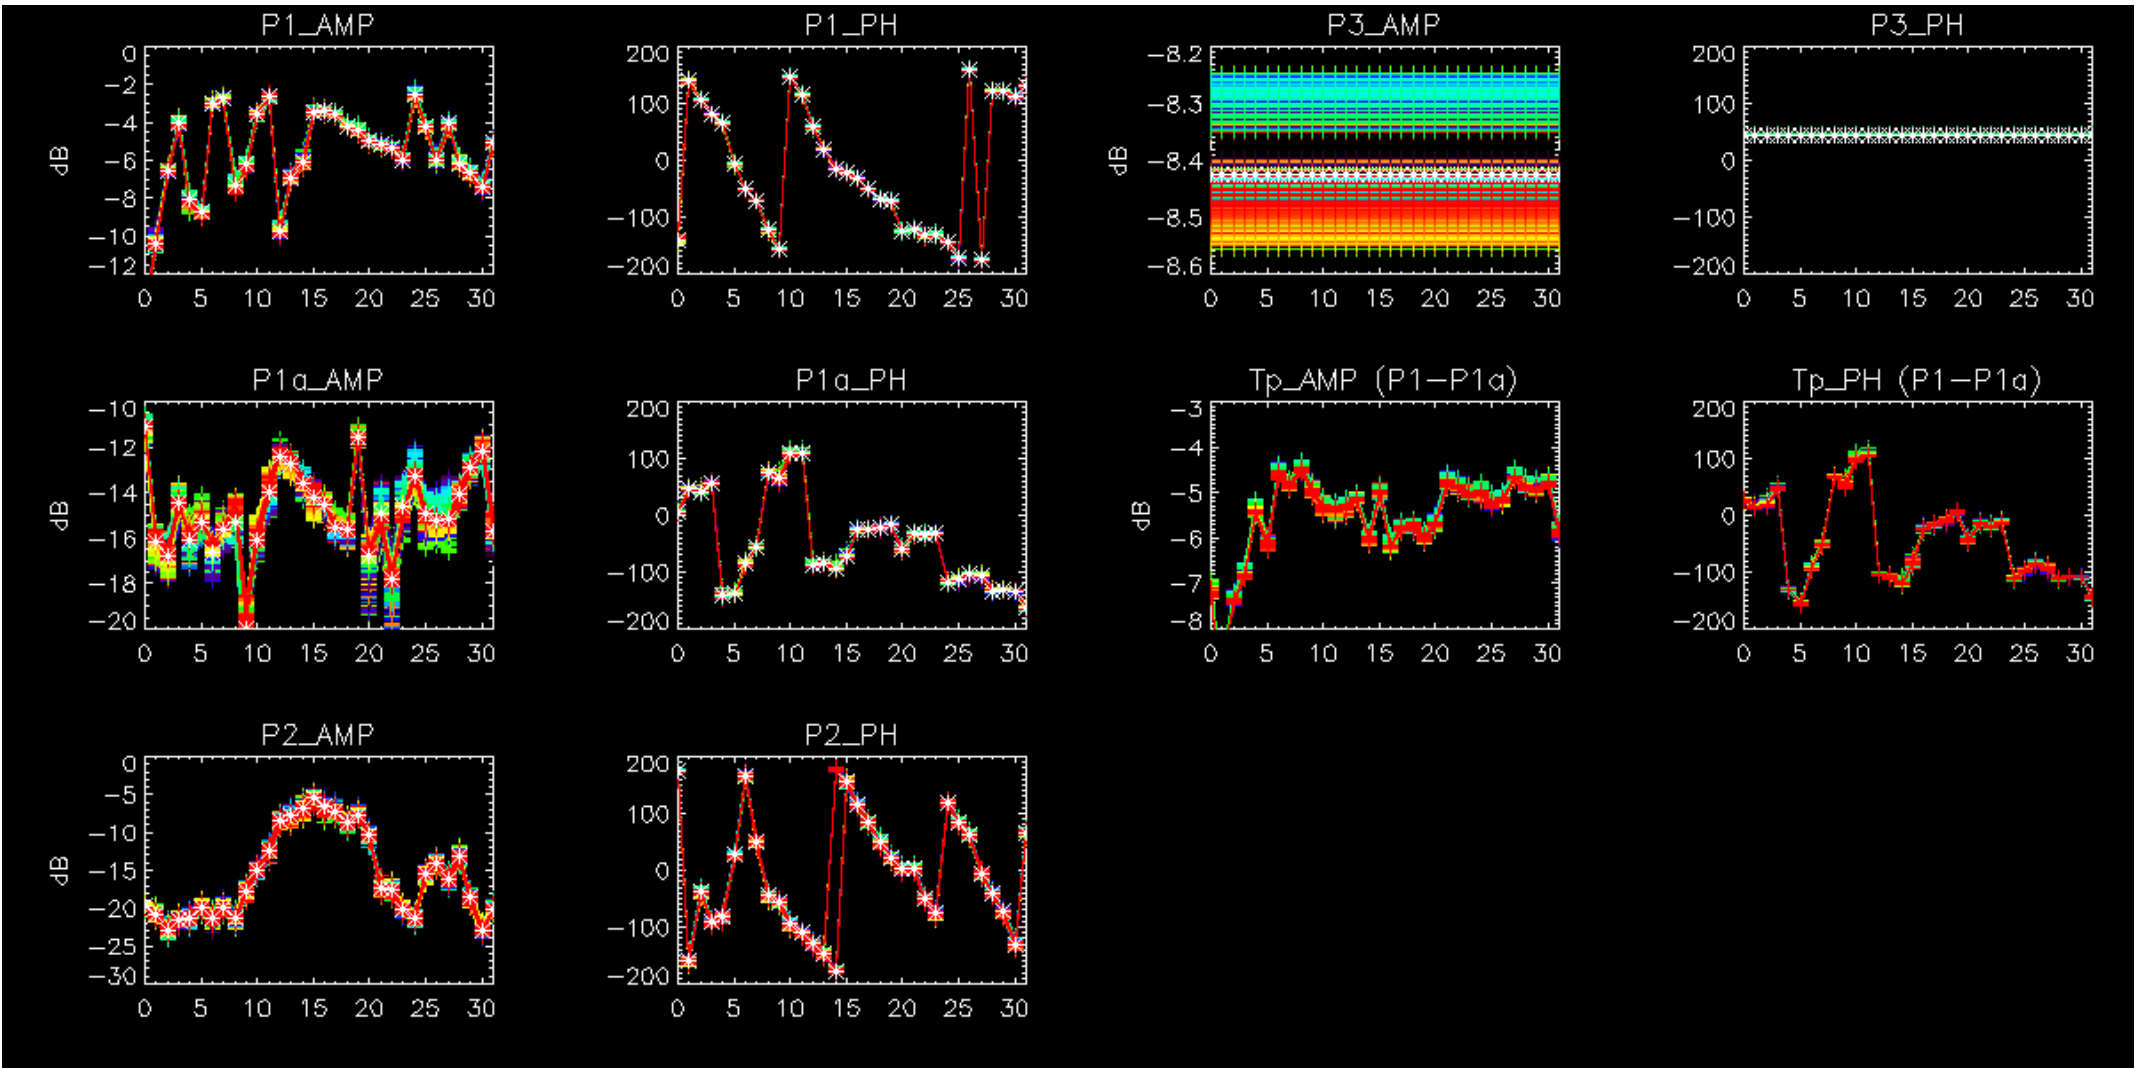 P1_AMP P1_PH P3_AMP P3_PH
0 200 -8.2 200
-2
-4 100 -8.3 100
dB -6 0 dB -8.4 0
-8
-10 -100 -8.5 -100
-12 -200 -8.6 -200
0 5 10 15 20 25 30 0 5 10 15 20 25 30 0 5 10 15 20 25 30 0 5 10 15 20 25 30
P1a_AMP P1a_PH Tp_AMP (P1-P1a) Tp_PH (P1-P1a)
-10 200 -3 200
-12 100 -4 100
-14
dB 0 dB -5 0
-16 -6
-18 -100 -7 -100
-20 -200 -8 -200
0 5 10 15 20 25 30 0 5 10 15 20 25 30 0 5 10 15 20 25 30 0 5 10 15 20 25 30
P2_AMP P2_PH
0 200
-5 100
-10
dB -15 0
-20 -100
-25
-30 -200
0 5 10 15 20 25 30 0 5 10 15 20 25 30